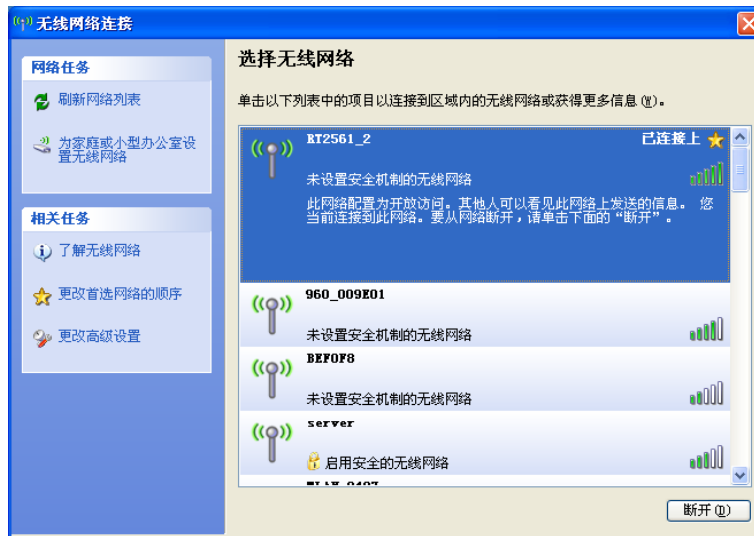 无线网络连接
网络任务
刷新网络列表
为家庭或小型办公室设
置无线网络
相关任务
了解无线网络
更改首选网络的顺序
更改高级设置
选择无线网络
单击以下列表中的项目以连接到区域内的无线网络或获得更多信息(W)。
RT2561_2 已连接上
未设置安全机制的无线网络
此网络配置为开放访问。其他人可以看见此网络上发送的信息。 您
当前连接到此网络。要从网络断开，请单击下面的“断开”。
960_009E01
未设置安全机制的无线网络
BEF0F8
未设置安全机制的无线网络
server
启用安全的无线网络
断开(D)